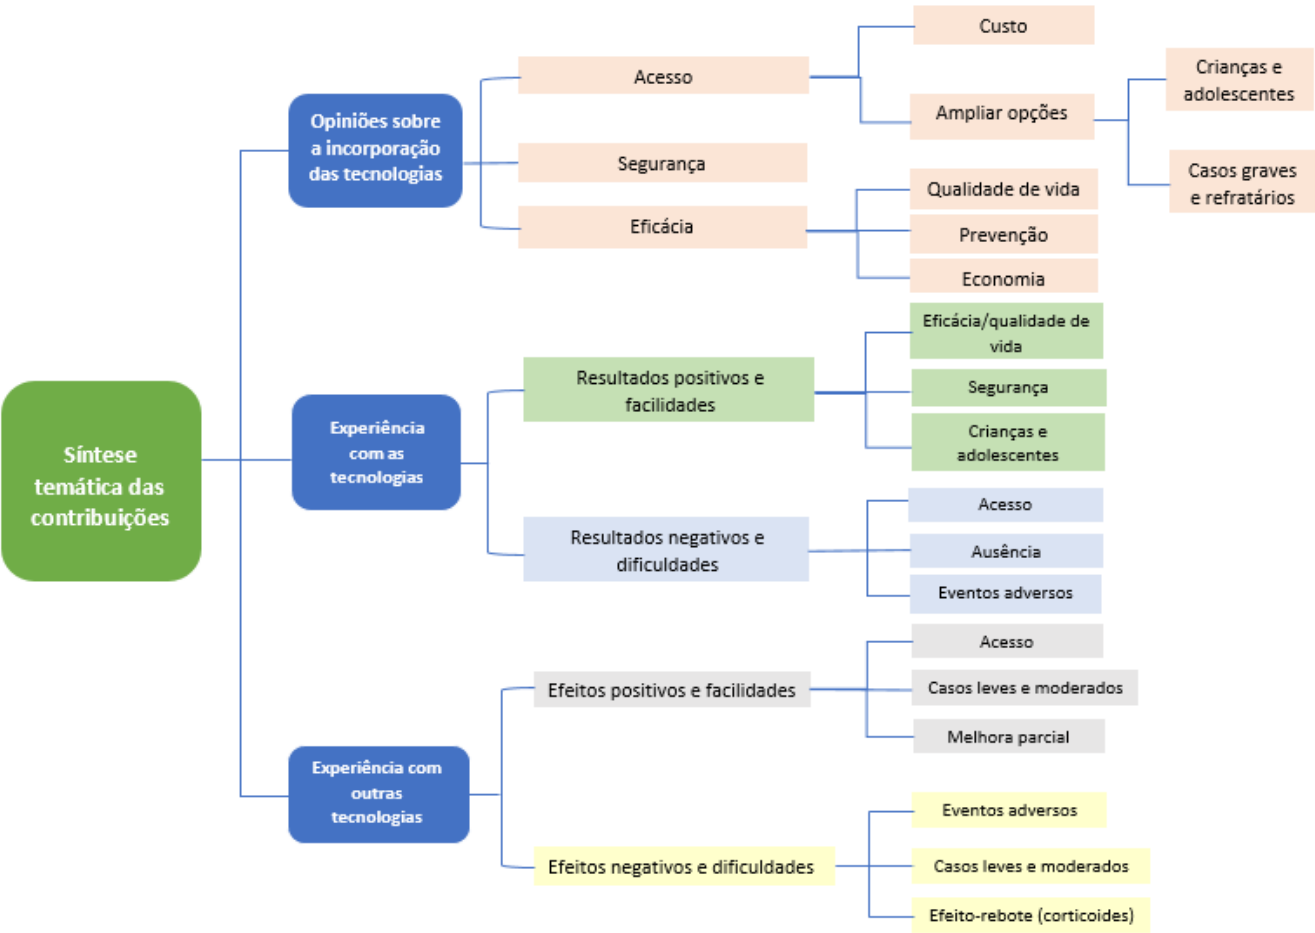 Síntese
temática das
contribuições
Opiniões sobre
a incorporação
das tecnologias
Acesso
Custo
Ampliar opções
Crianças e
adolescentes
Casos graves
e refratários
Segurança
Eficácia
Qualidade de vida
Prevenção
Economia
Experiência
com as
tecnologias
Resultados positivos e
facilidades
Eficácia/qualidade de
vida
Segurança
Crianças e
adolescentes
Resultados negativos e
dificuldades
Acesso
Ausência
Eventos adversos
Experiência com
outras
tecnologias
Efeitos positivos e facilidades
Acesso
Casos leves e moderados
Melhora parcial
Efeitos negativos e dificuldades
Eventos adversos
Casos leves e moderados
Efeito-rebote (corticoides)